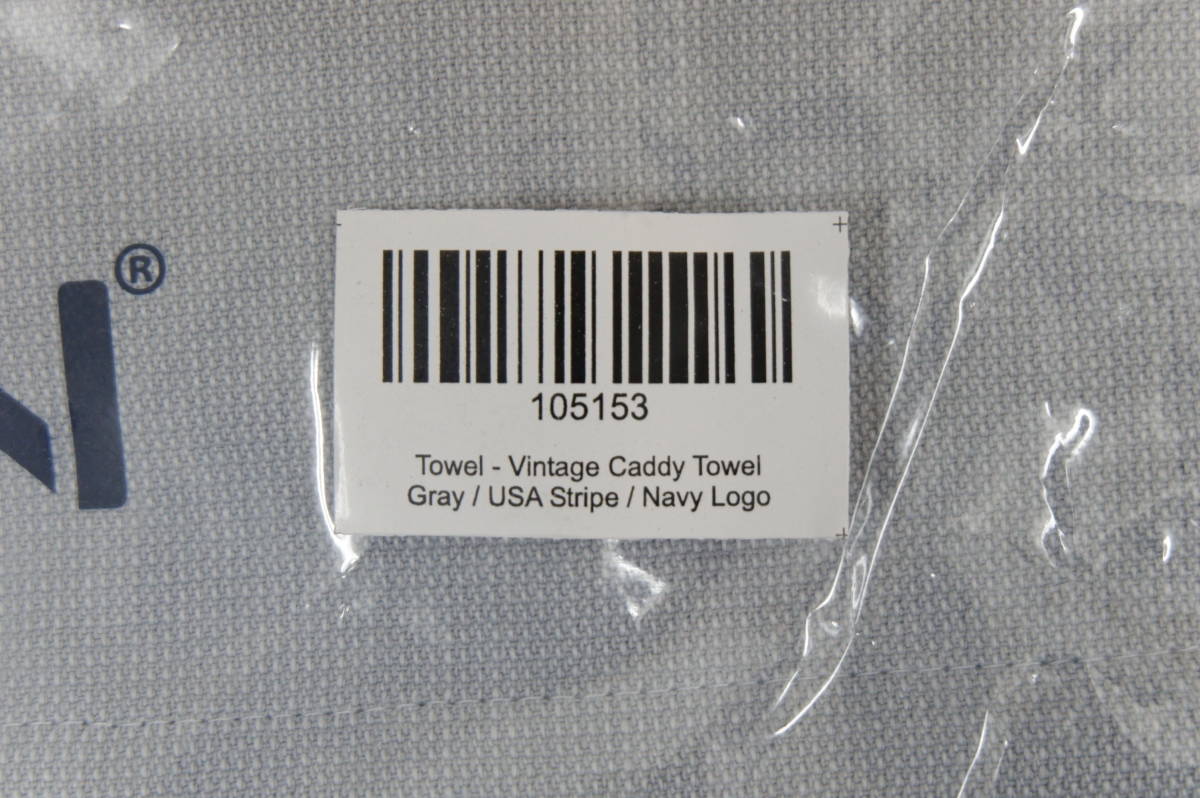 ®
105153
Towel - Vintage Caddy Towel
Gray / USA Stripe / Navy Logo